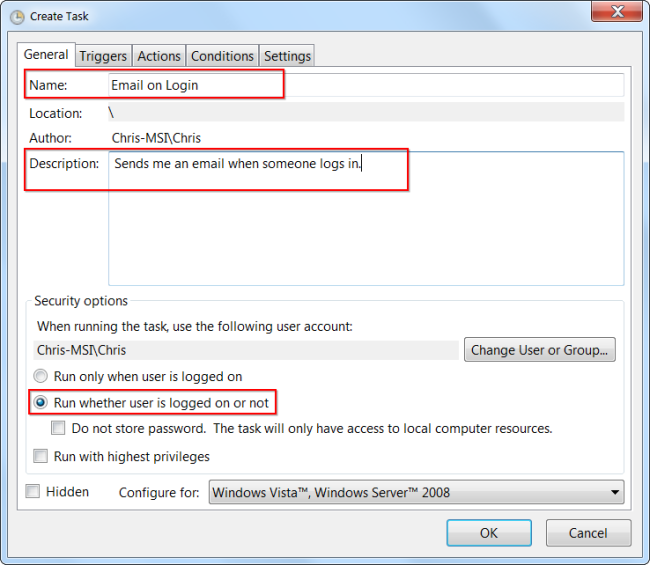 Create Task
General Triggers Actions Conditions Settings
Name: Email on Login
Location: \
Author: Chris-MSI\Chris
Description: Sends me an email when someone logs in.
Security options
When running the task, use the following user account:
Chris-MSI\Chris Change User or Group...
Run only when user is logged on
Run whether user is logged on or not
Do not store password. The task will only have access to local computer resources.
Run with highest privileges
Hidden Configure for: Windows Vista™, Windows Server™ 2008
OK Cancel